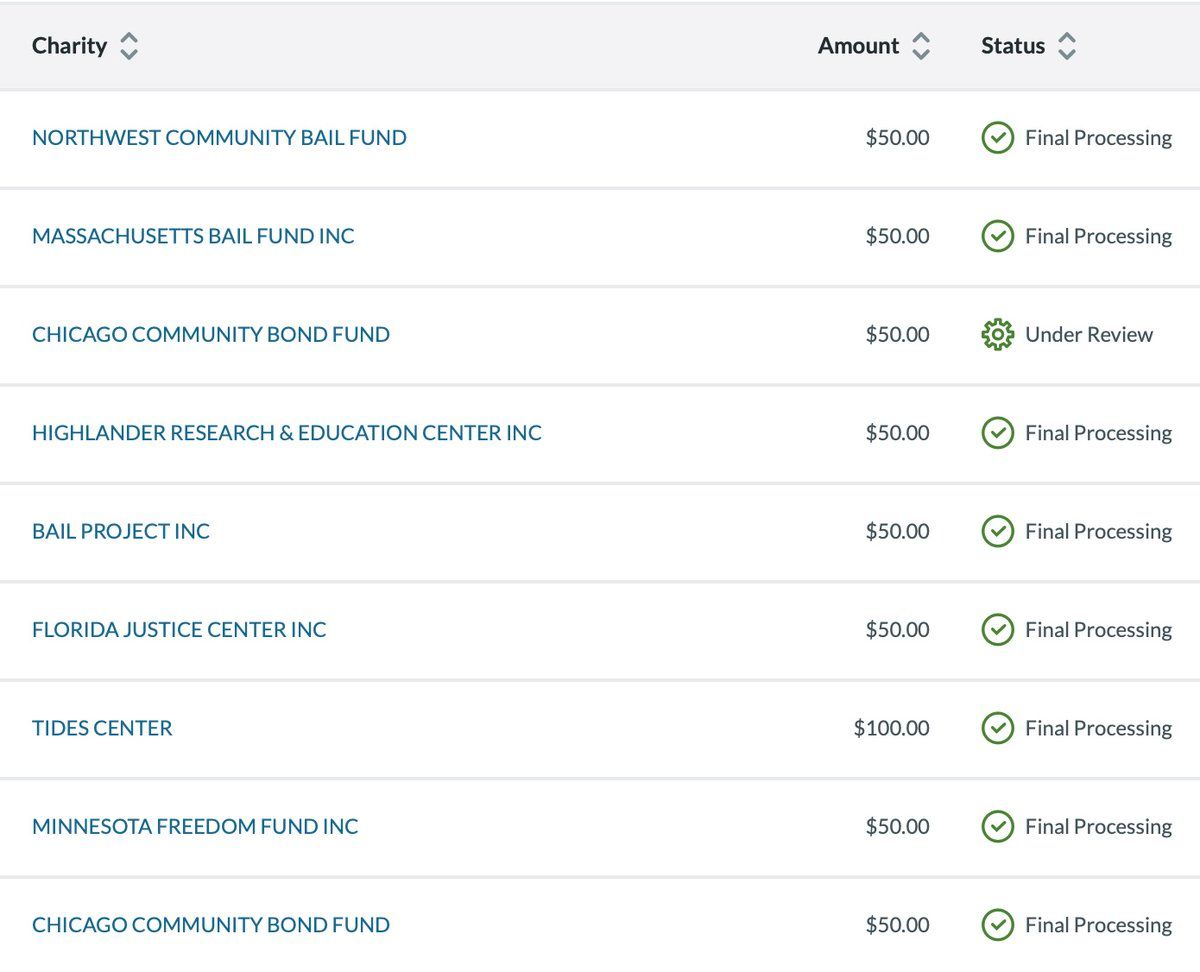 Charity Amount Status
NORTHWEST COMMUNITY BAIL FUND $50.00 Final Processing
MASSACHUSETTS BAIL FUND INC $50.00 Final Processing
CHICAGO COMMUNITY BOND FUND $50.00 Under Review
HIGHLANDER RESEARCH & EDUCATION CENTER INC $50.00 Final Processing
BAIL PROJECT INC $50.00 Final Processing
FLORIDA JUSTICE CENTER INC $50.00 Final Processing
TIDES CENTER $100.00 Final Processing
MINNESOTA FREEDOM FUND INC $50.00 Final Processing
CHICAGO COMMUNITY BOND FUND $50.00 Final Processing